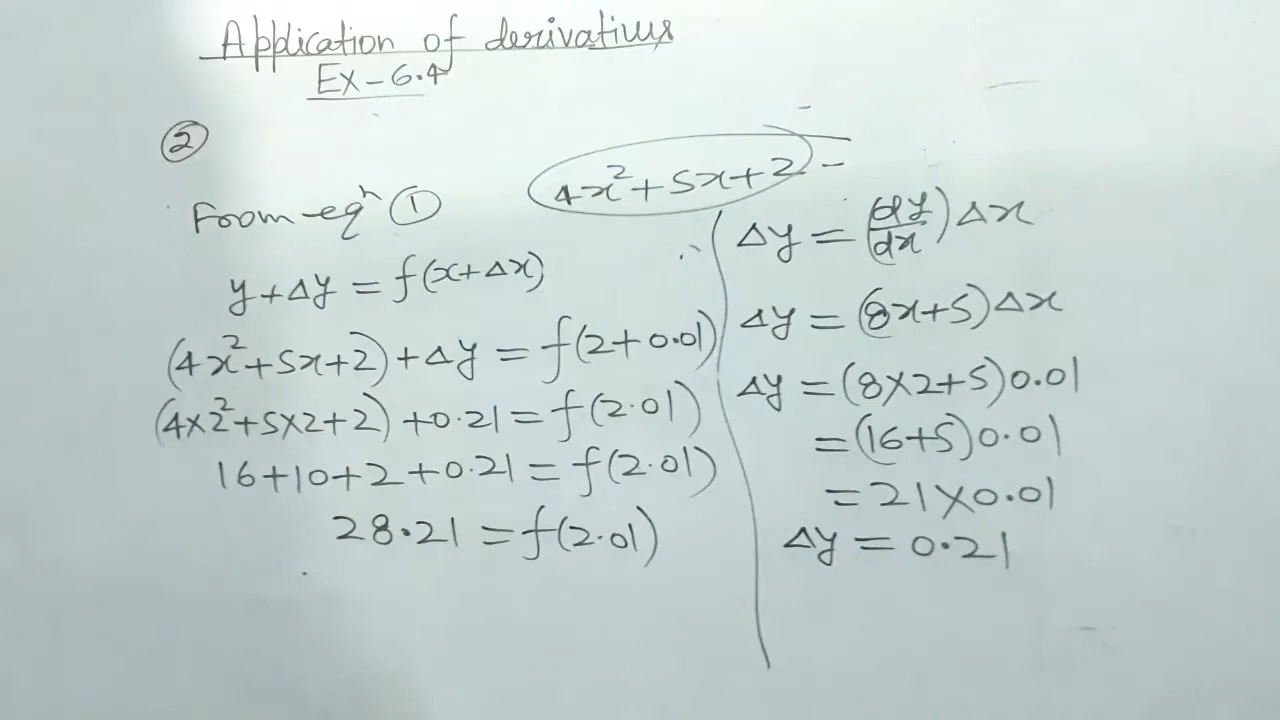 Application of derivatives
Ex-6.4
②
4x²+5x+2
From eqⁿ ①
y+Δy = f(x+Δx)
(4x²+5x+2)+Δy = f(2+0.01)
(4×2²+5×2+2)+0.21 = f(2.01)
16+10+2+0.21 = f(2.01)
28.21 = f(2.01)
Δy = (dy/dx)Δx
Δy = (8x+5)Δx
Δy = (8×2+5)0.01
= (16+5)0.01
= 21×0.01
Δy = 0.21